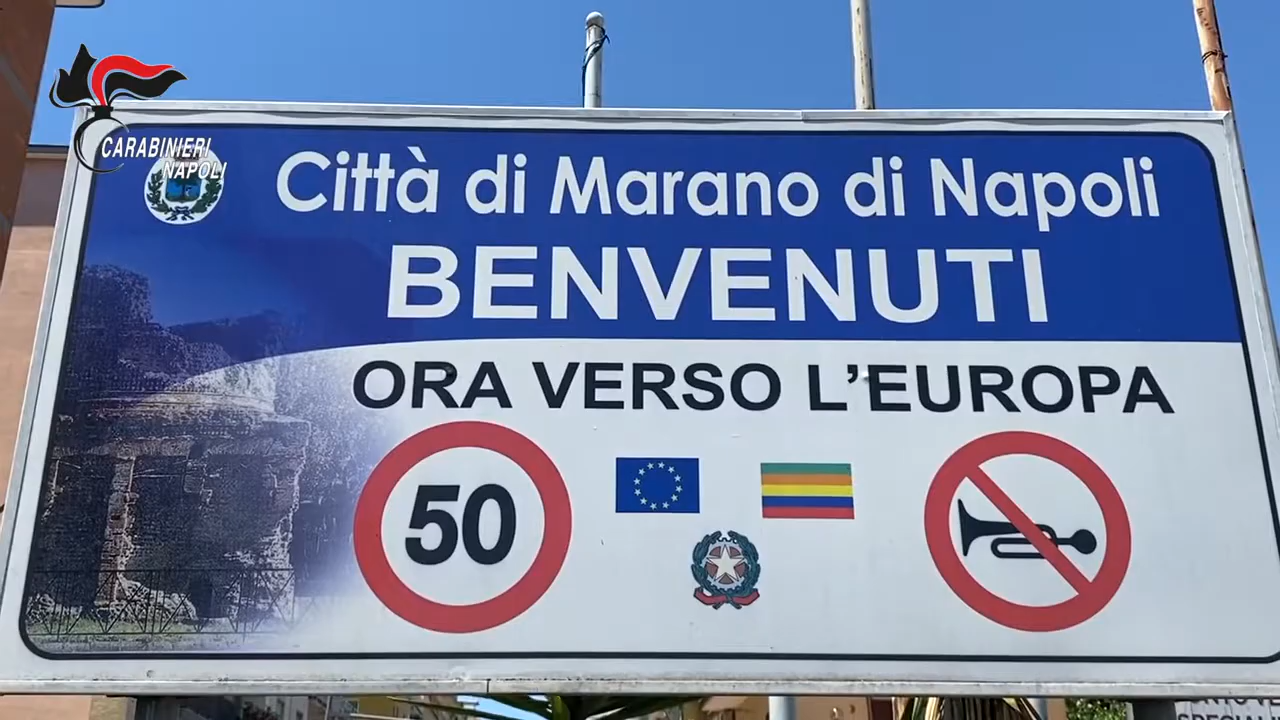 CARABINIERI
NAPOLI
Città di Marano di Napoli
BENVENUTI
ORA VERSO L'EUROPA
50